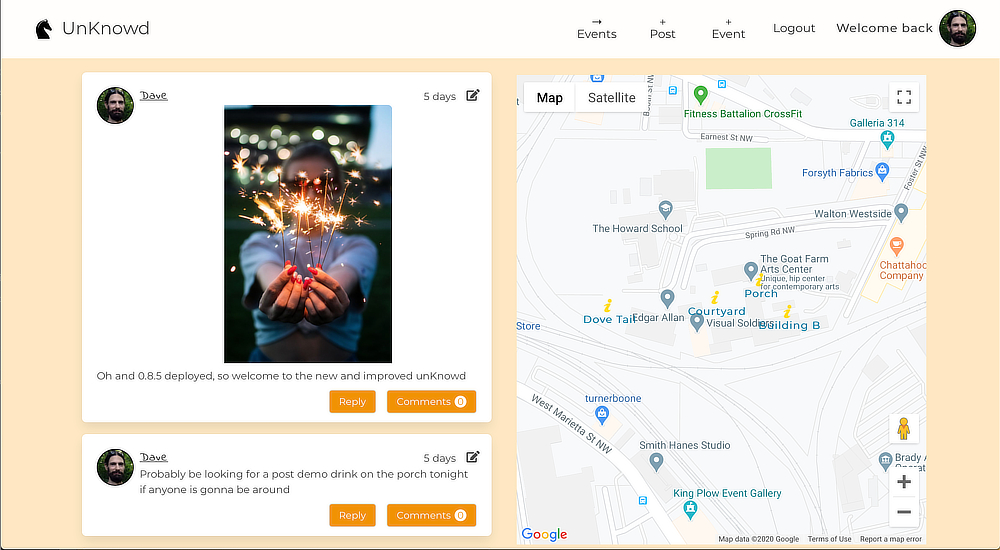 UnKnowd
→
Events
+
Post
+
Event
Logout
Welcome back
Dave
5 days
Oh and 0.8.5 deployed, so welcome to the new and improved unKnowd
Reply
Comments 0
Dave
5 days
Probably be looking for a post demo drink on the porch tonight
if anyone is gonna be around
Reply
Comments 0
Map
Satellite
Fitness Battalion CrossFit
Earnest St NW
Galleria 314
Forsyth Fabrics
Foster St NW
Walton Westside
The Howard School
Spring Rd NW
The Goat Farm
Arts Center
Unique, hip center
for contemporary arts
Chattahoo
Company
Porch
Dove Tail
Edgar Allan
Courtyard
Visual Soldiers
Building B
Store
turnerboone
West Marietta St NW
Smith Hanes Studio
Brady A
King Plow Event Gallery
Google
Map data ©2020 Google
Terms of Use
Report a map error